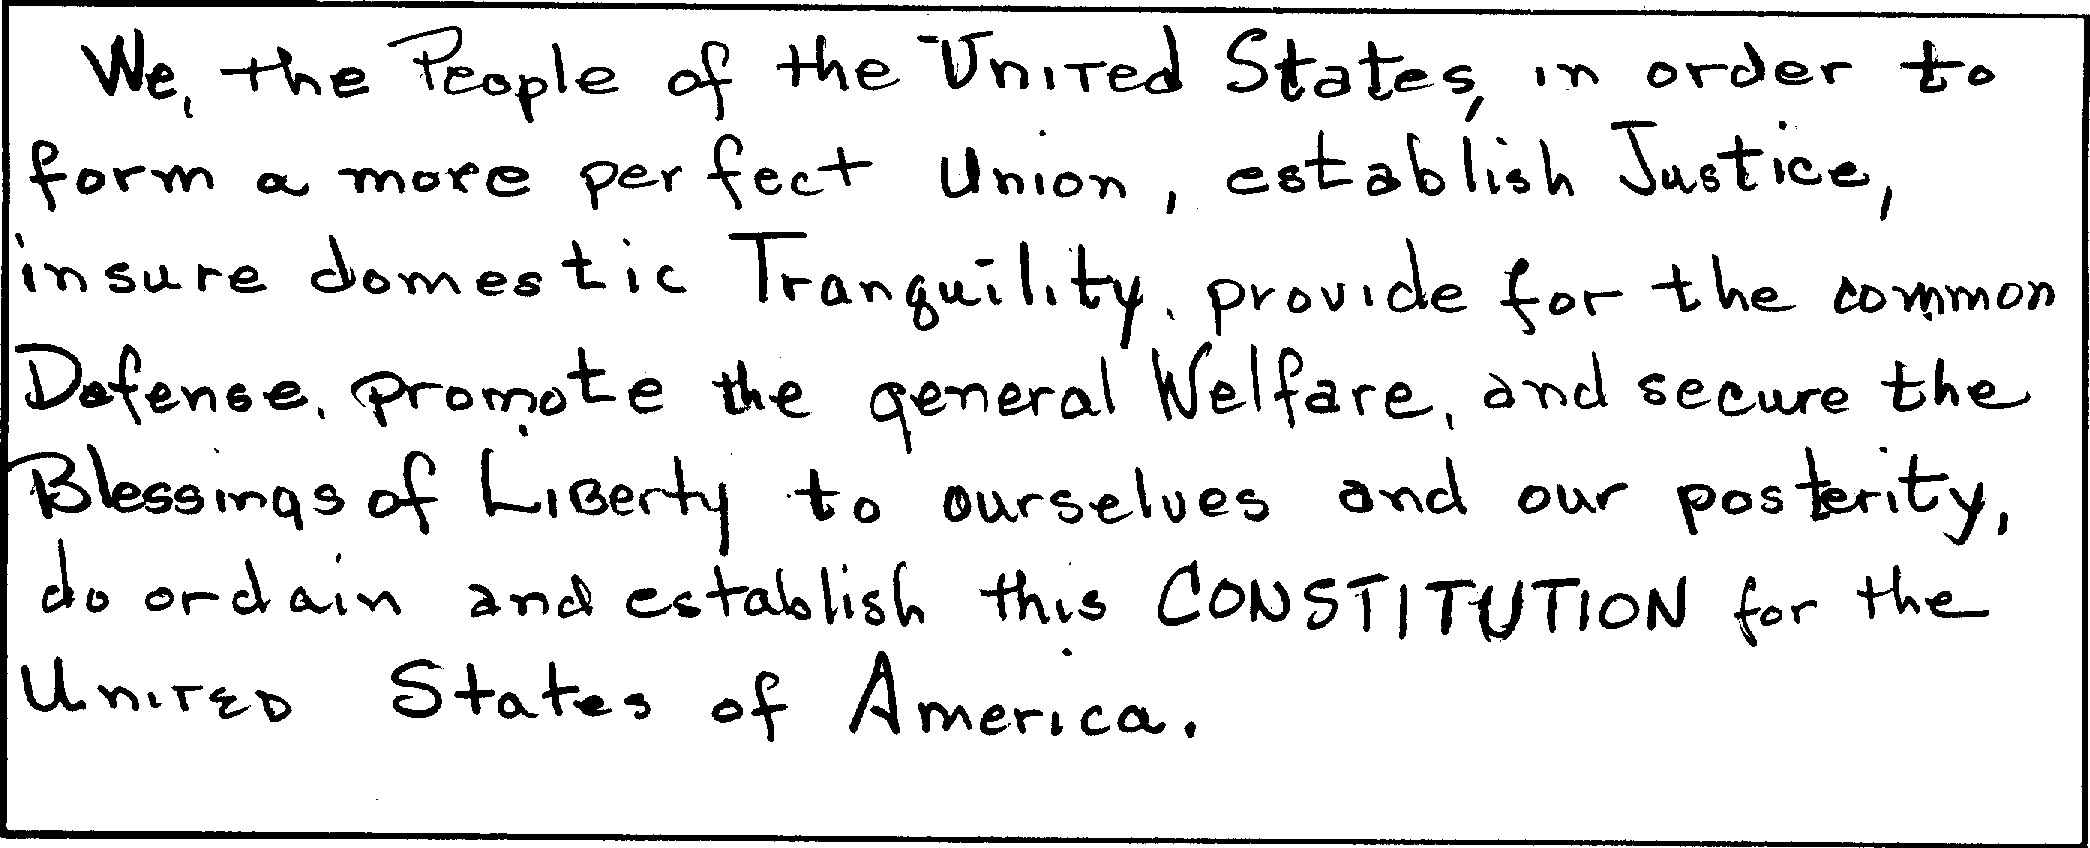 We, the People of the United States, in order to
form a more perfect Union, establish Justice,
insure domestic Tranquility, provide for the common
Defense, promote the general Welfare, and secure the
Blessings of Liberty to ourselves and our posterity,
do ordain and establish this CONSTITUTION for the
United States of America.